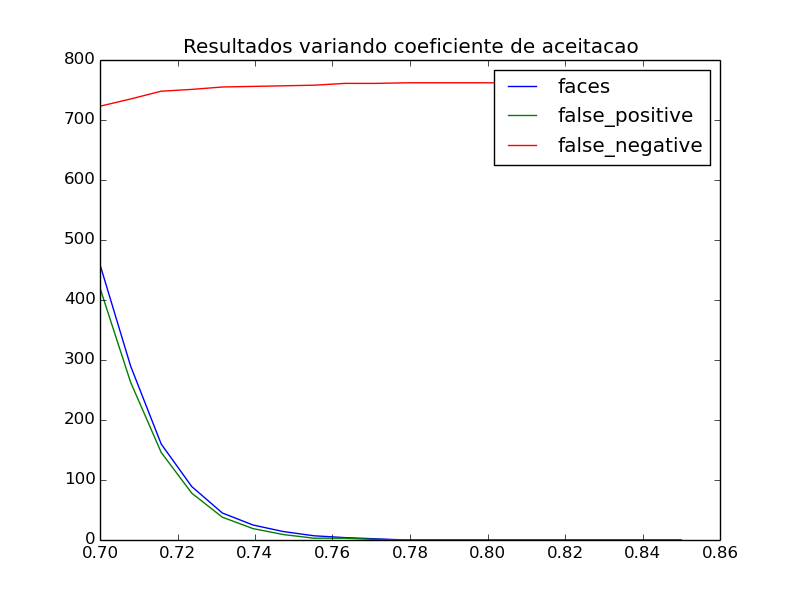 Resultados variando coeficiente de aceitacao
800
700
600
500
400
300
200
100
0
faces
false_positive
false_negative
0.70 0.72 0.74 0.76 0.78 0.80 0.82 0.84 0.86